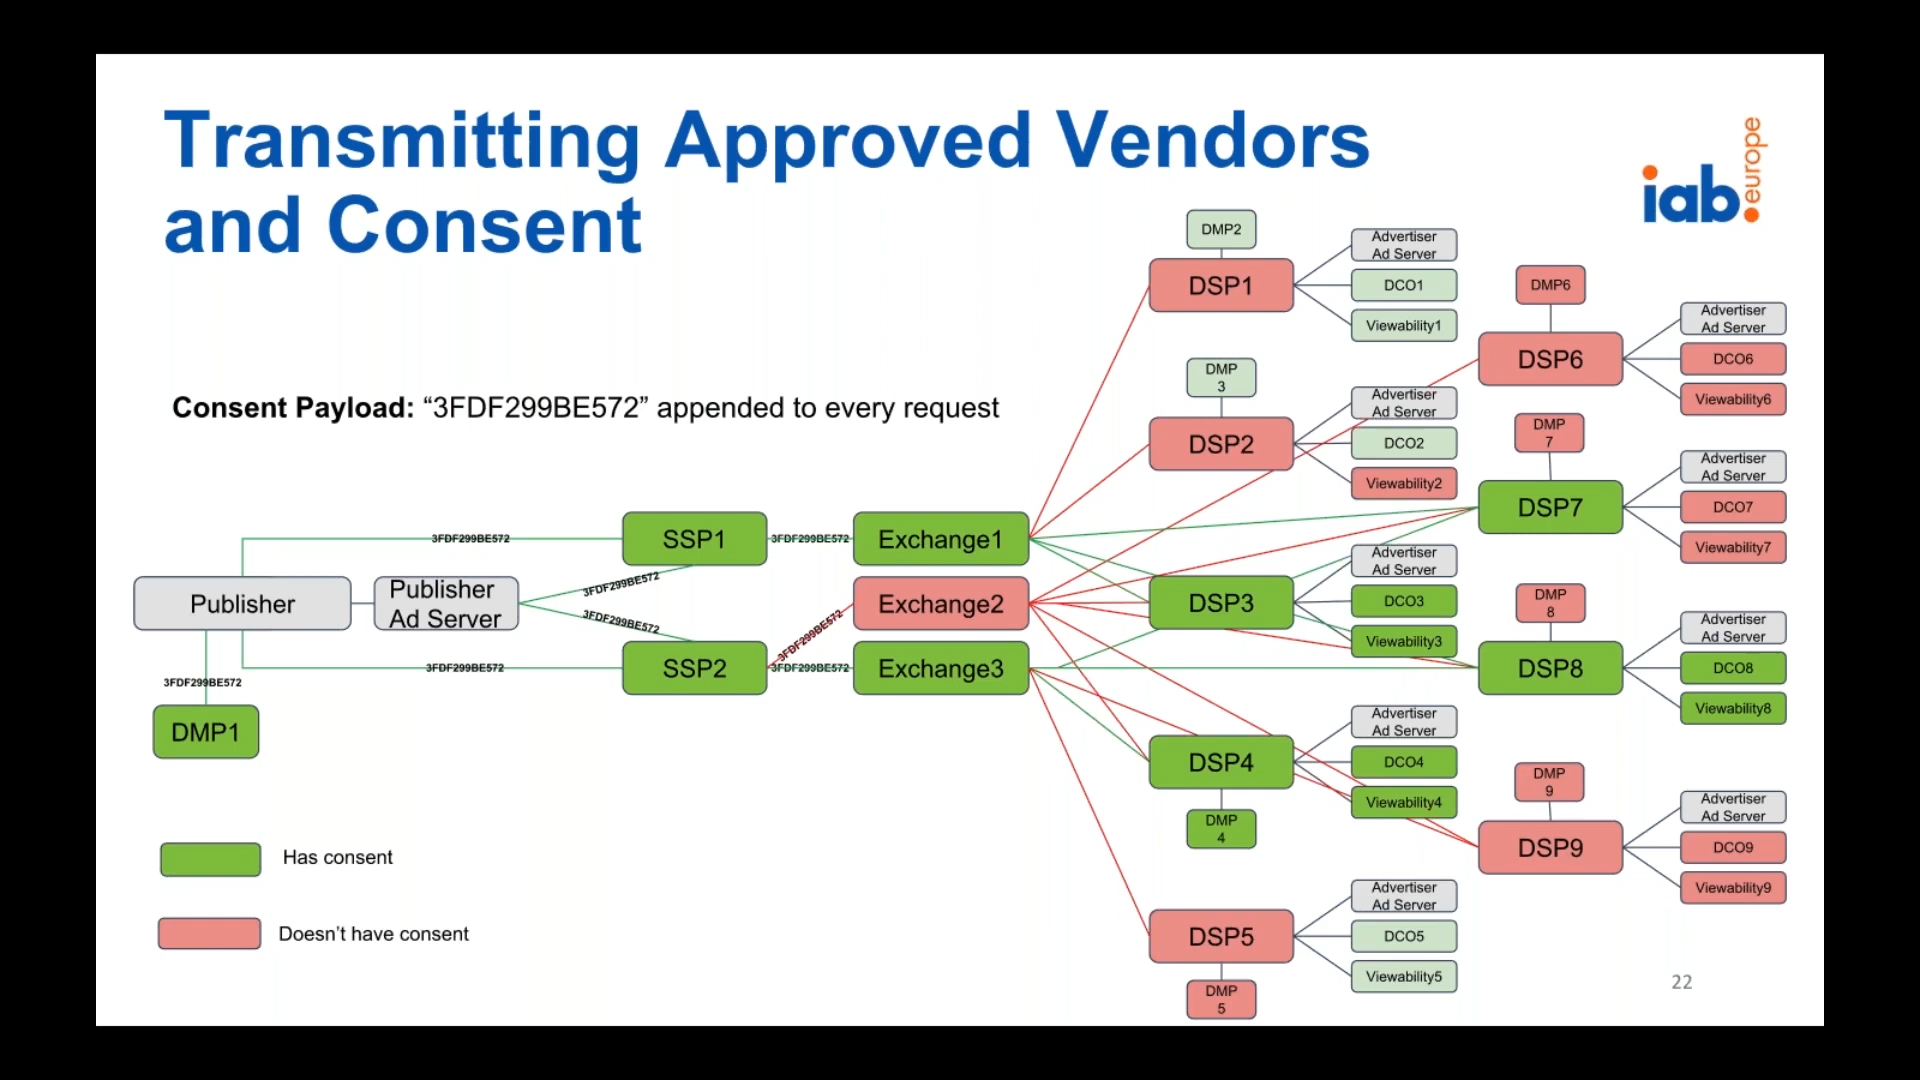 Transmitting Approved Vendors
and Consent
iab
europe
Consent Payload: “3FDF299BE572” appended to every request
Publisher
Publisher
Ad Server
DMP1
3FDF299BE572
3FDF299BE572
3FDF299BE572
3FDF299BE572
3FDF299BE572
SSP1
SSP2
3FDF299BE572
3FDF299BE572
3FDF299BE572
Exchange1
Exchange2
Exchange3
DMP2
DSP1
Advertiser
Ad Server
DCO1
Viewability1
DMP
3
DSP2
Advertiser
Ad Server
DCO2
Viewability2
DSP3
Advertiser
Ad Server
DCO3
Viewability3
DSP4
DMP
4
Advertiser
Ad Server
DCO4
Viewability4
DSP5
DMP
5
Advertiser
Ad Server
DCO5
Viewability5
DMP6
DSP6
Advertiser
Ad Server
DCO6
Viewability6
DMP
7
DSP7
Advertiser
Ad Server
DCO7
Viewability7
DMP
8
DSP8
Advertiser
Ad Server
DCO8
Viewability8
DMP
9
DSP9
Advertiser
Ad Server
DCO9
Viewability9
Has consent
Doesn’t have consent
22